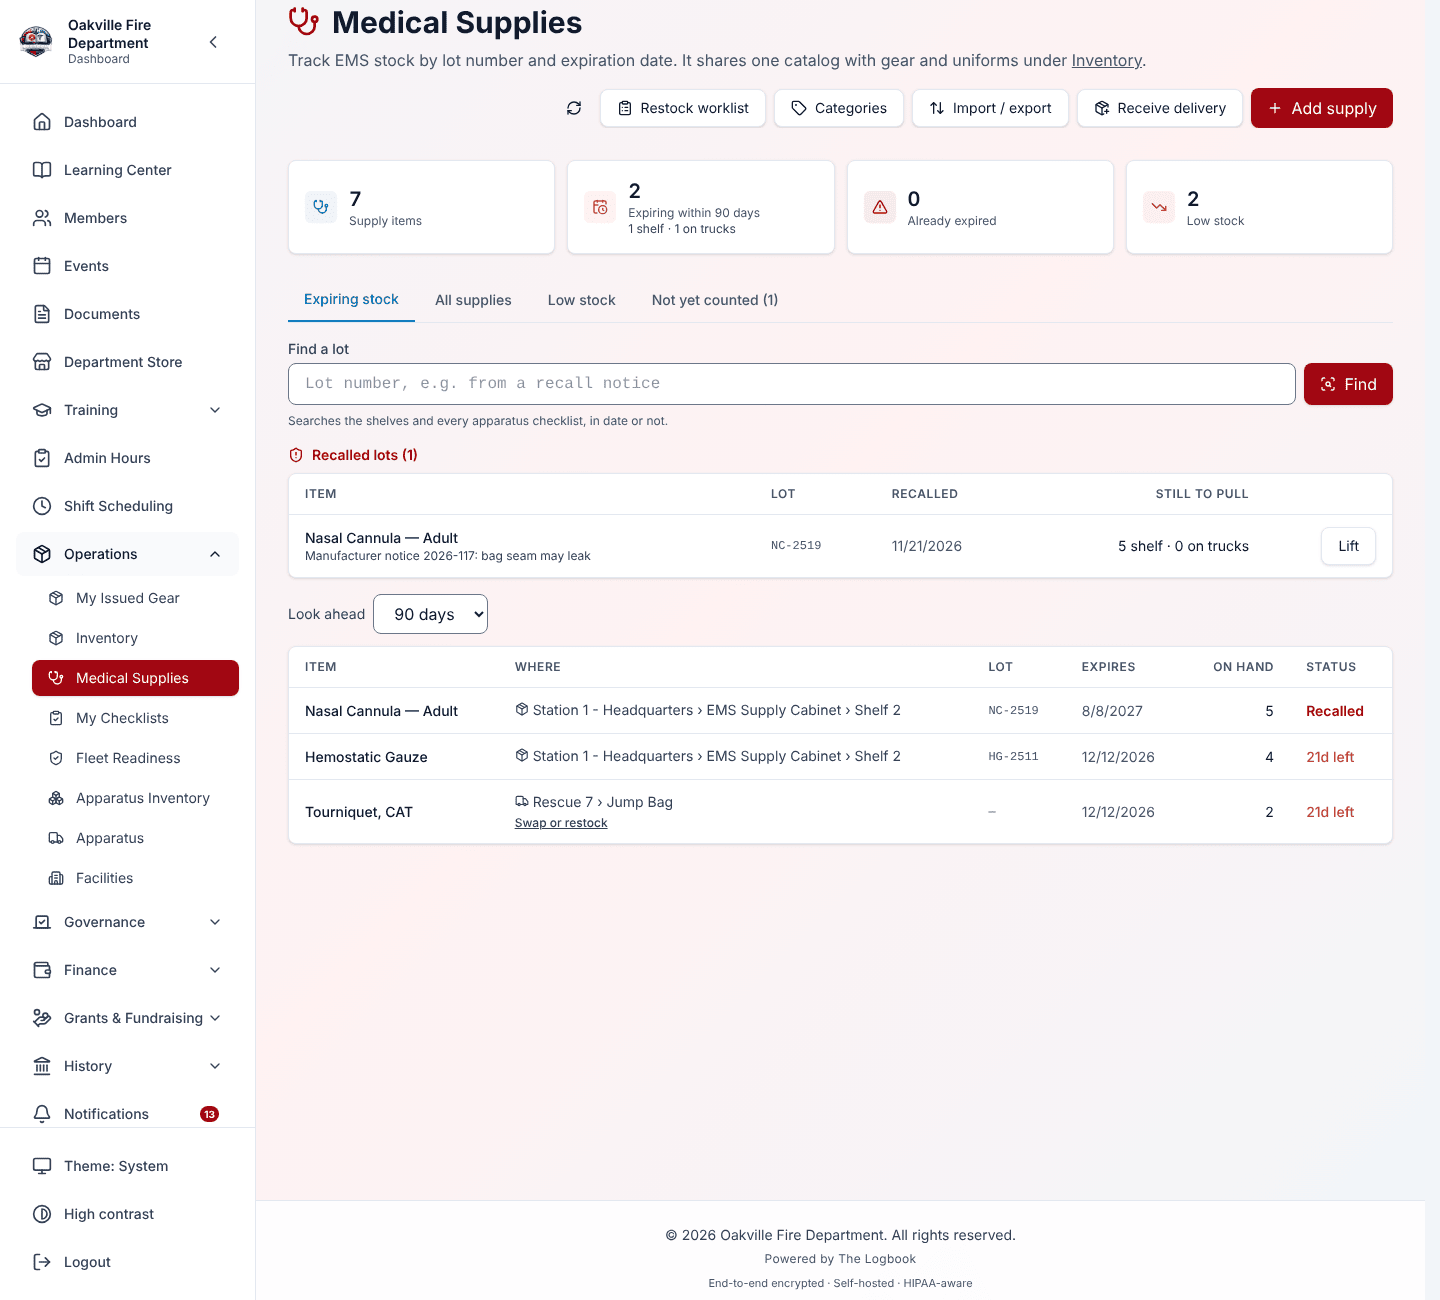 Oakville Fire
Department
Dashboard
Dashboard
Learning Center
Members
Events
Documents
Department Store
Training
Admin Hours
Shift Scheduling
Operations
My Issued Gear
Inventory
Medical Supplies
My Checklists
Fleet Readiness
Apparatus Inventory
Apparatus
Facilities
Governance
Finance
Grants & Fundraising
History
Notifications 13
Theme: System
High contrast
Logout
Medical Supplies
Track EMS stock by lot number and expiration date. It shares one catalog with gear and uniforms under Inventory.
Restock worklist Categories Import / export Receive delivery Add supply
7
Supply items
2
Expiring within 90 days
1 shelf · 1 on trucks
0
Already expired
2
Low stock
Expiring stock All supplies Low stock Not yet counted (1)
Find a lot
Lot number, e.g. from a recall notice Find
Searches the shelves and every apparatus checklist, in date or not.
Recalled lots (1)
ITEM LOT RECALLED STILL TO PULL
Nasal Cannula — Adult NC-2519 11/21/2026 5 shelf · 0 on trucks Lift
Manufacturer notice 2026-117: bag seam may leak
Look ahead 90 days
ITEM WHERE LOT EXPIRES ON HAND STATUS
Nasal Cannula — Adult Station 1 - Headquarters › EMS Supply Cabinet › Shelf 2 NC-2519 8/8/2027 5 Recalled
Hemostatic Gauze Station 1 - Headquarters › EMS Supply Cabinet › Shelf 2 HG-2511 12/12/2026 4 21d left
Tourniquet, CAT Rescue 7 › Jump Bag — 12/12/2026 2 21d left
Swap or restock
© 2026 Oakville Fire Department. All rights reserved.
Powered by The Logbook
End-to-end encrypted · Self-hosted · HIPAA-aware